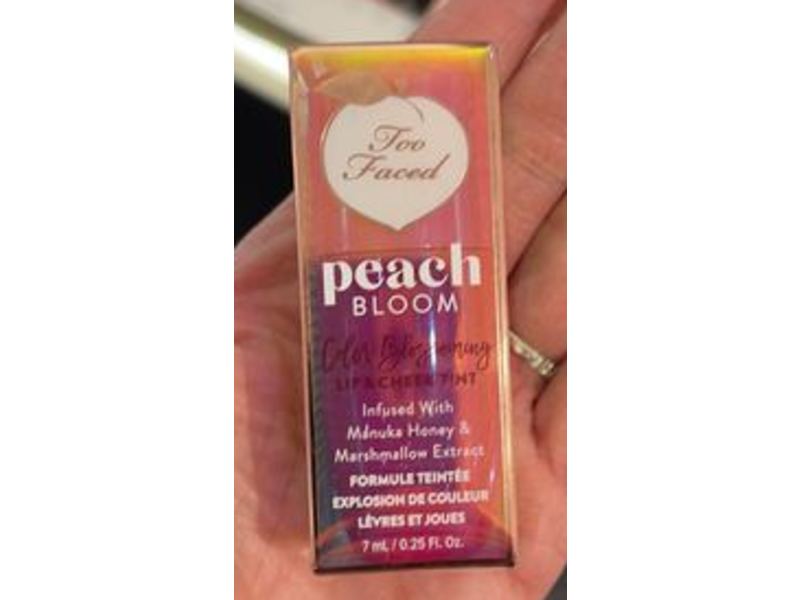 Too
Faced
peach
BLOOM
Color Blossoming
LIP & CHEEK TINT
Infused With
Manuka Honey &
Marshmallow Extract
FORMULE TEINTÉE
EXPLOSION DE COULEUR
LÈVRES ET JOUES
7 mL / 0.25 Fl. Oz.